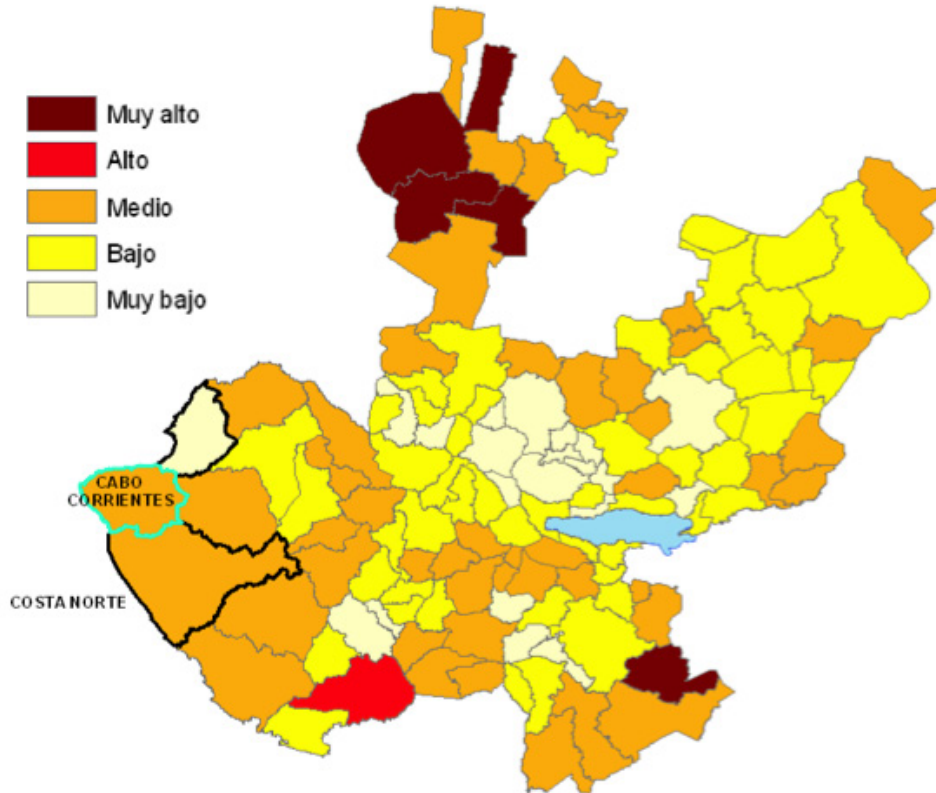 Muy alto
Alto
Medio
Bajo
Muy bajo
CABO
CORRIENTES
COSTA NORTE